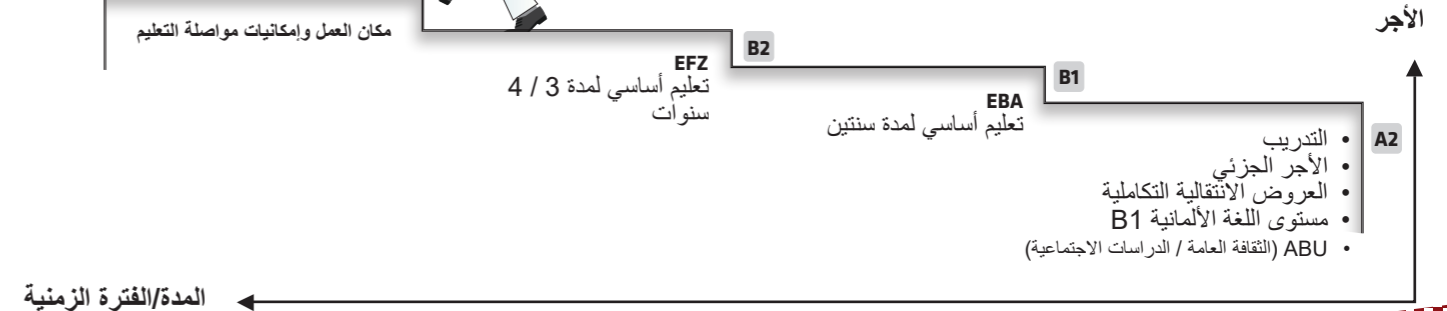 الأجر
مكان العمل وإمكانيات مواصلة التعليم
B2
EFZ
تعليم أساسي لمدة 3 / 4
سنوات
B1
EBA
تعليم أساسي لمدة سنتين
A2
• التدريب
• الأجر الجزئي
• العروض الانتقالية التكاملية
• مستوى اللغة الألمانية B1
• ABU (الثقافة العامة / الدراسات الاجتماعية)
المدة/الفترة الزمنية